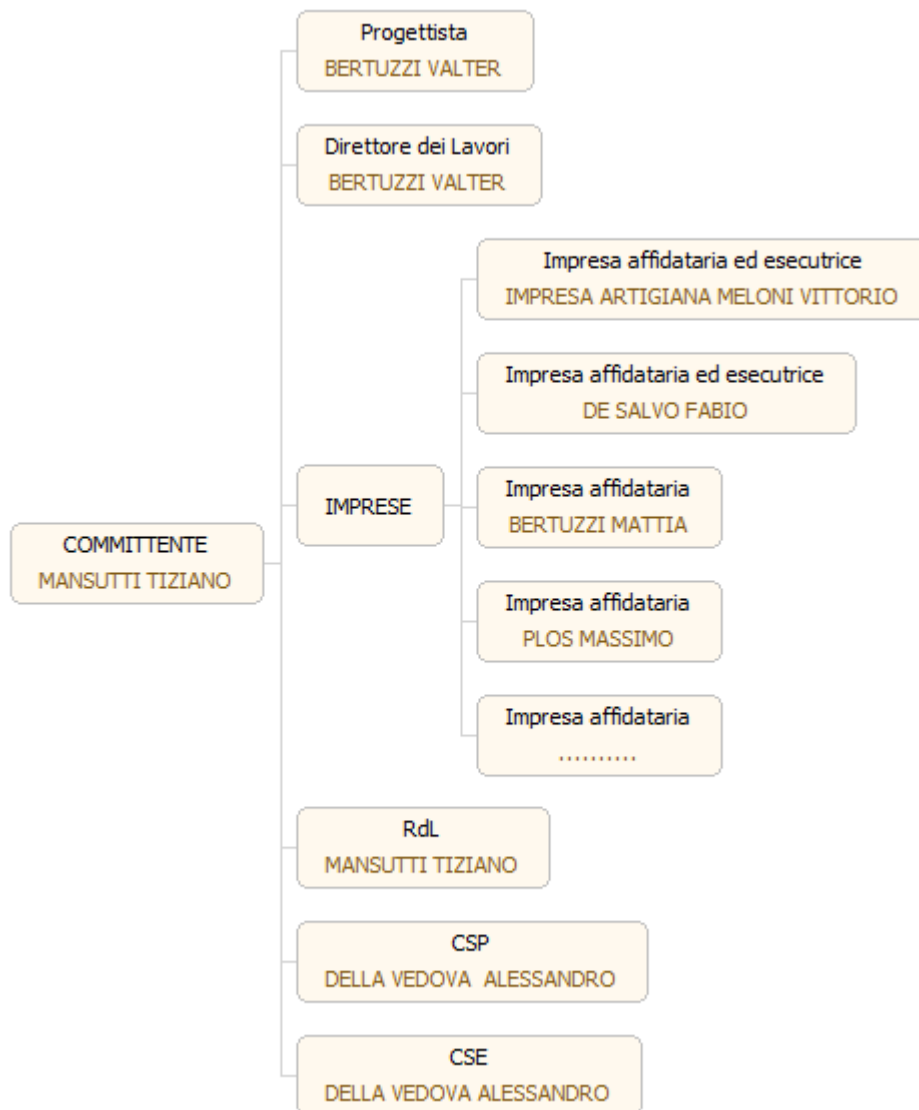 Progettista
BERTUZZI VALTER
Direttore dei Lavori
BERTUZZI VALTER
Impresa affidataria ed esecutrice
IMPRESA ARTIGIANA MELONI VITTORIO
Impresa affidataria ed esecutrice
DE SALVO FABIO
IMPRESE
Impresa affidataria
BERTUZZI MATTIA
COMMITTENTE
MANSUTTI TIZIANO
Impresa affidataria
PLOS MASSIMO
Impresa affidataria
..........
RdL
MANSUTTI TIZIANO
CSP
DELLA VEDOVA  ALESSANDRO
CSE
DELLA VEDOVA ALESSANDRO